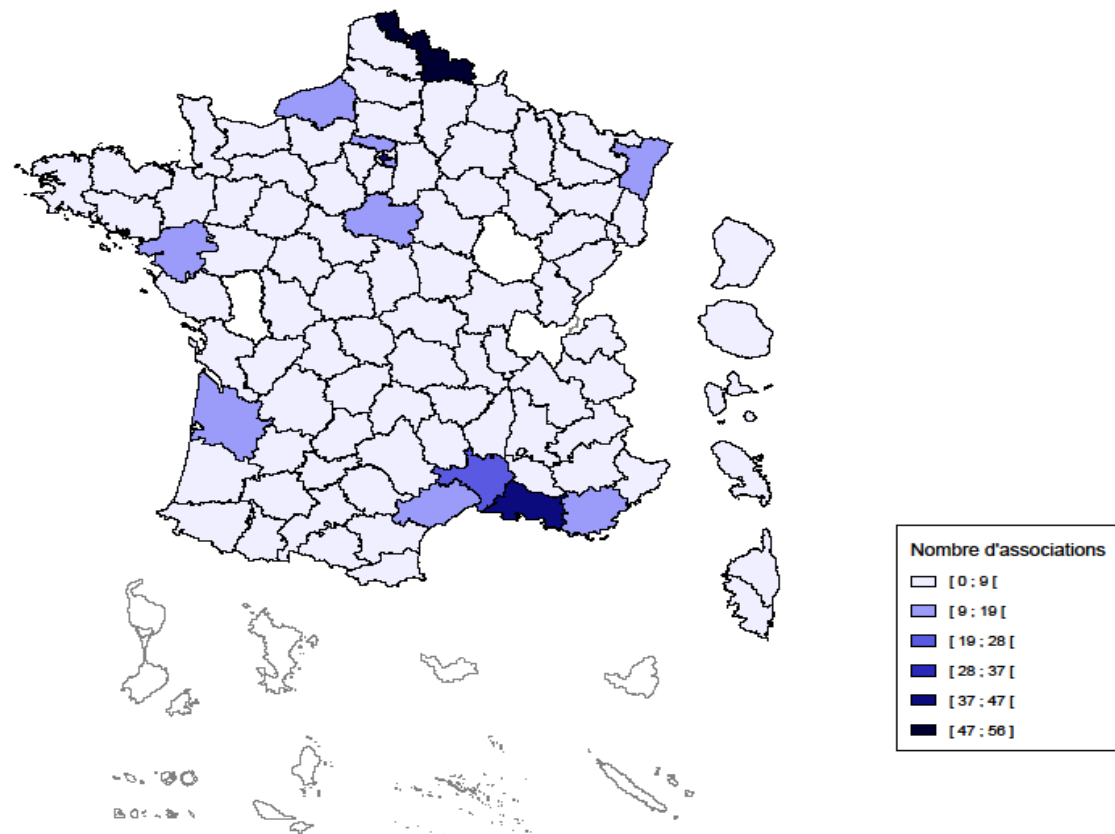 Nombre d'associations
[ 0 ; 9 [
[ 9 ; 19 [
[ 19 ; 28 [
[ 28 ; 37 [
[ 37 ; 47 [
[ 47 ; 56 ]